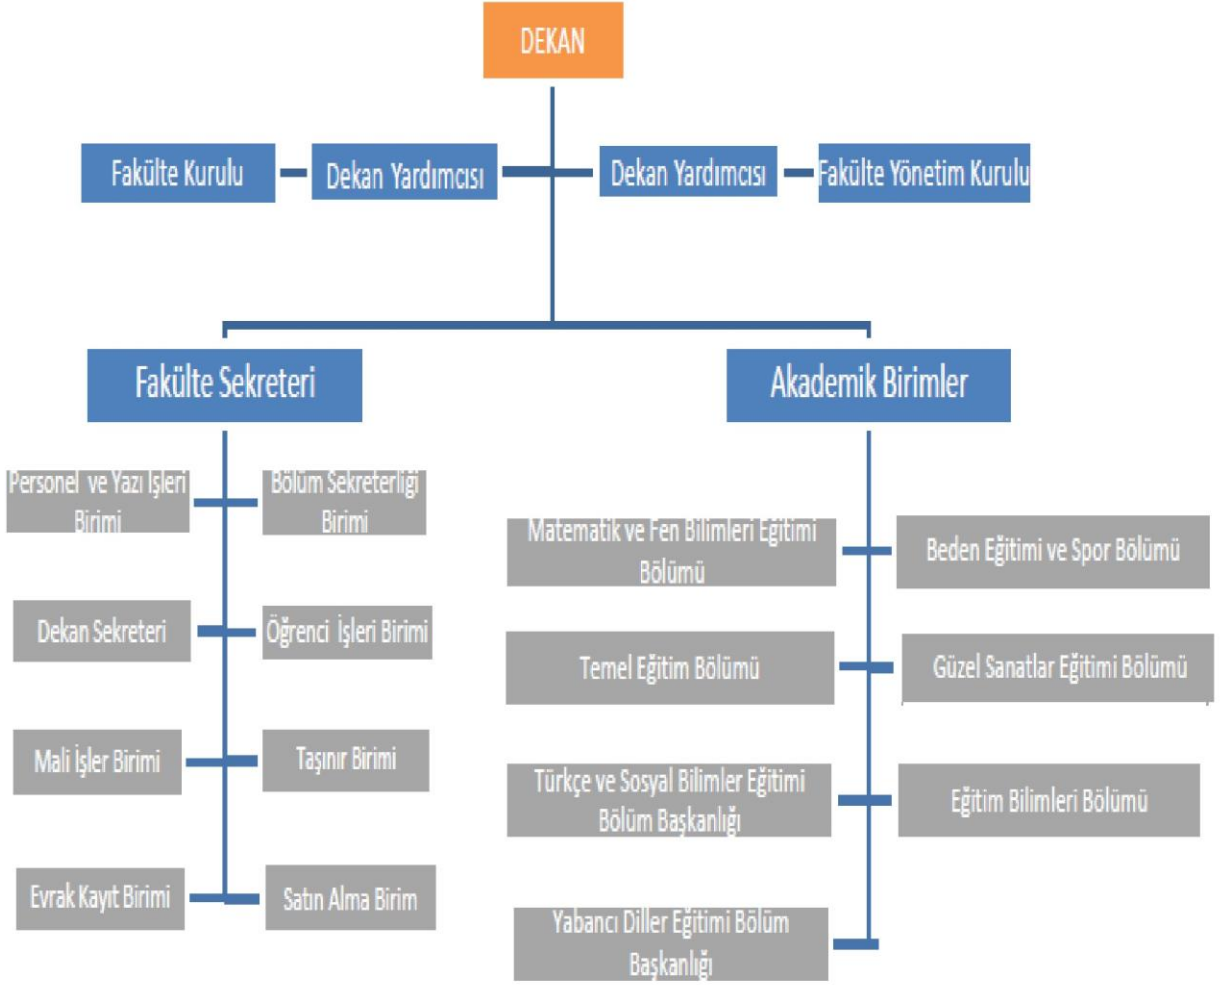 DEKAN
Fakülte Kurulu
Dekan Yardımcısı
Dekan Yardımcısı
Fakülte Yönetim Kurulu
Fakülte Sekreteri
Akademik Birimler
Personel ve Yazı İşleri
Birimi
Bölüm Sekreterliği
Birimi
Dekan Sekreteri
Öğrenci İşleri Birimi
Mali İşler Birimi
Taşınır Birimi
Evrak Kayıt Birimi
Satın Alma Birim
Matematik ve Fen Bilimleri Eğitimi
Bölümü
Beden Eğitimi ve Spor Bölümü
Temel Eğitim Bölümü
Güzel Sanatlar Eğitimi Bölümü
Türkçe ve Sosyal Bilimler Eğitimi
Bölüm Başkanlığı
Eğitim Bilimleri Bölümü
Yabancı Diller Eğitimi Bölüm
Başkanlığı